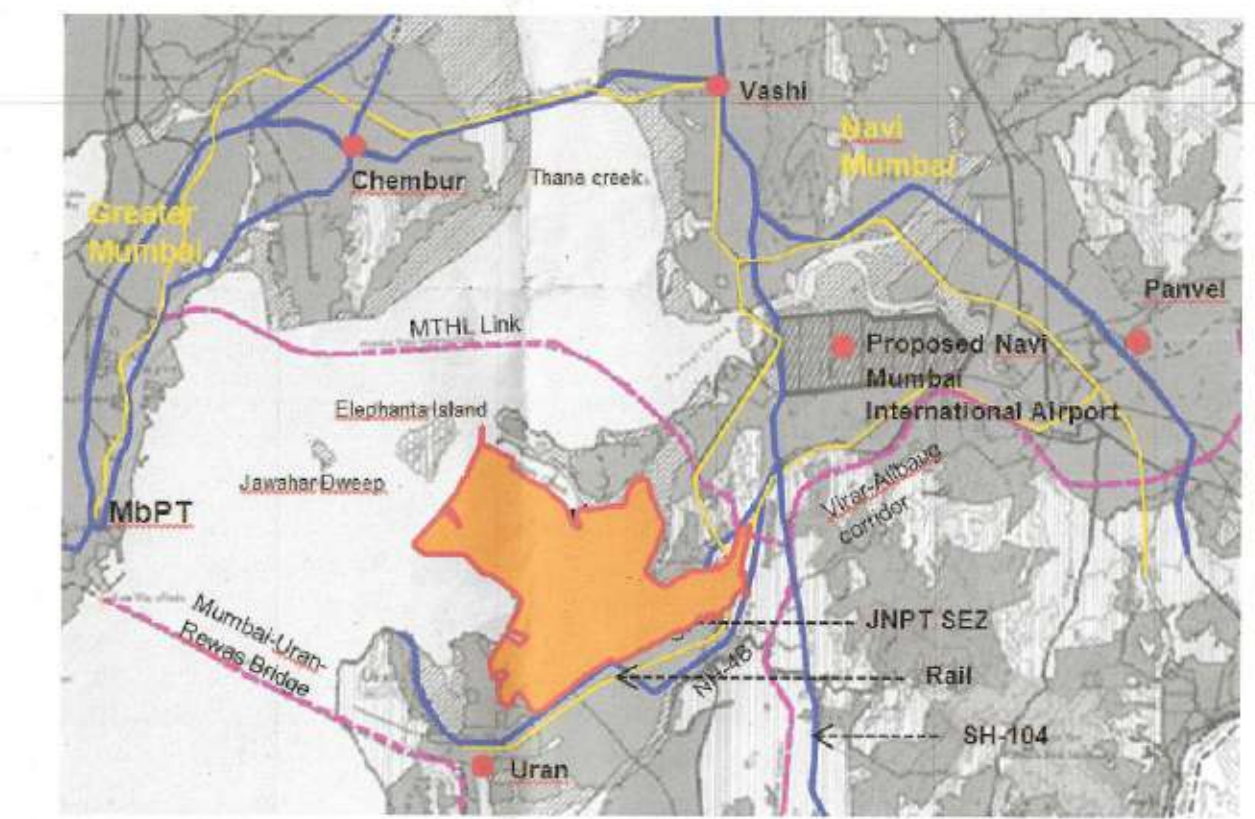 Vashi
Navi
Mumbai
Thane creek
Chembur
Greater
Mumbai
Panvel
MTHL Link
Proposed Navi
Mumbai
International Airport
Elephanta Island
Jawahar Dweep
MbPT
Virar-Alibaug
corridor
Mumbai-Uran-
Rewas Bridge
JNPT SEZ
NH-4B
Rail
SH-104
Uran